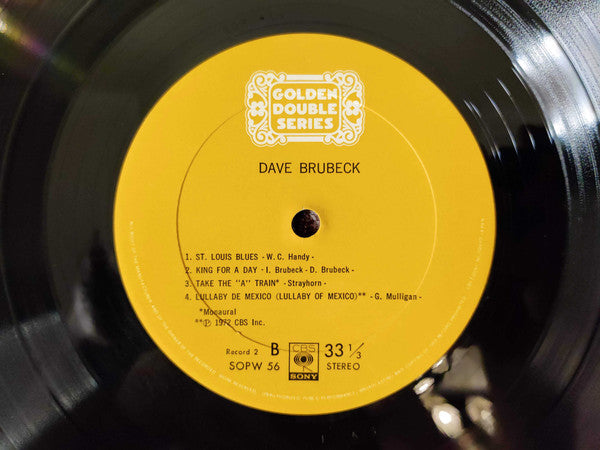 GOLDEN
DOUBLE
SERIES
DAVE BRUBECK
1. ST. LOUIS BLUES - W.C. Handy -
2. KING FOR A DAY - I. Brubeck - D. Brubeck -
3. TAKE THE "A" TRAIN* - Strayhorn -
4. LULLABY DE MEXICO (LULLABY OF MEXICO)** - G. Mulligan -
*Monaural
**Ⓟ 1972 CBS Inc.
Record 2 B CBS 33 1/3
SOPW 56 SONY STEREO